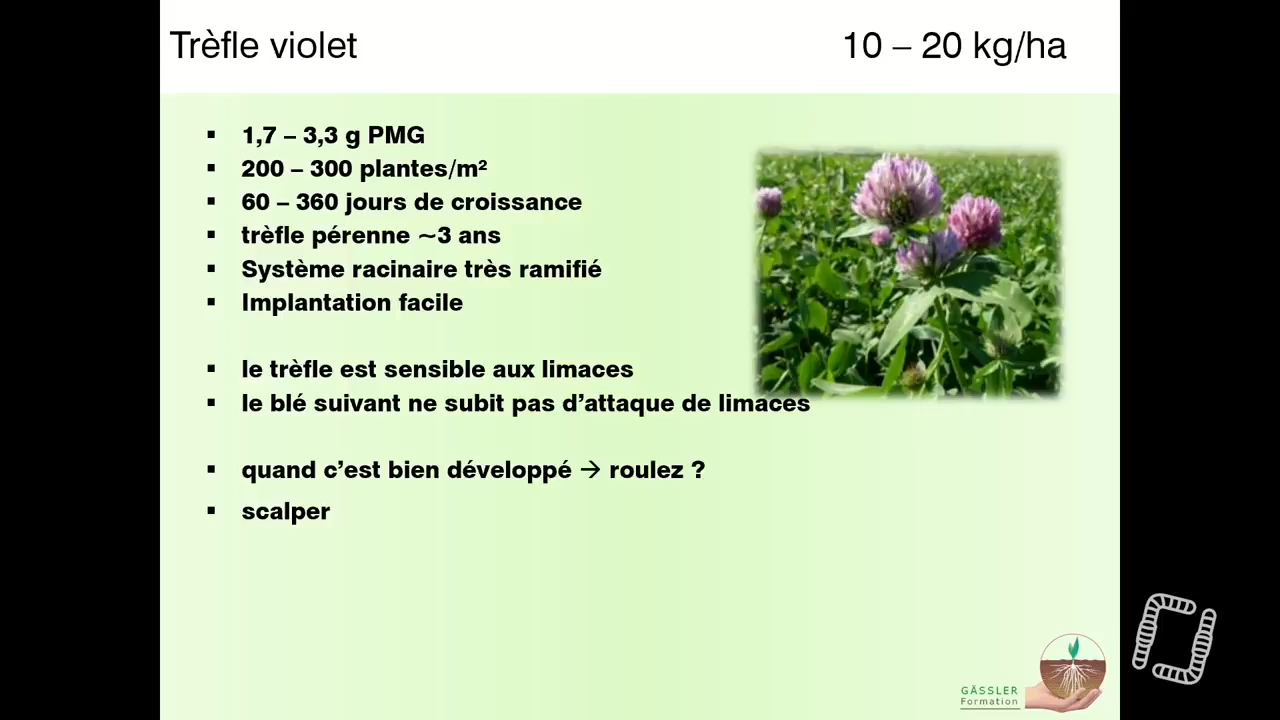 Trèfle violet 10 – 20 kg/ha
▪ 1,7 – 3,3 g PMG
▪ 200 – 300 plantes/m²
▪ 60 – 360 jours de croissance
▪ trèfle pérenne ~3 ans
▪ Système racinaire très ramifié
▪ Implantation facile
▪ le trèfle est sensible aux limaces
▪ le blé suivant ne subit pas d’attaque de limaces
▪ quand c’est bien développé → roulez ?
▪ scalper
GÄSSLER
Formation